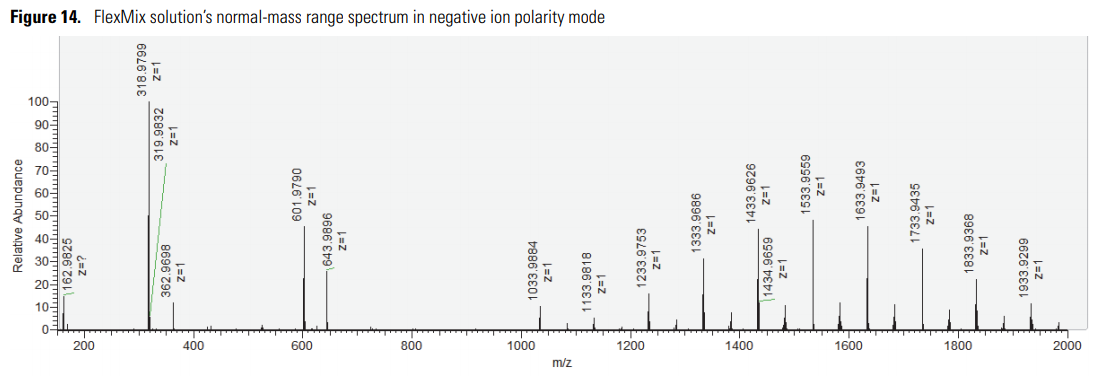 Figure 14. FlexMix solution's normal-mass range spectrum in negative ion polarity mode
318.9799
z=1
319.9832
z=1
162.9825
z=?
362.9698
z=1
601.9790
z=1
643.9896
z=1
1033.9884
z=1
1133.9818
z=1
1233.9753
z=1
1333.9686
z=1
1433.9626
z=1
1434.9659
z=1
1533.9559
z=1
1633.9493
z=1
1733.9435
z=1
1833.9368
z=1
1933.9299
z=1
Relative Abundance
100
90
80
70
60
50
40
30
20
10
0
200
400
600
800
1000
1200
1400
1600
1800
2000
m/z